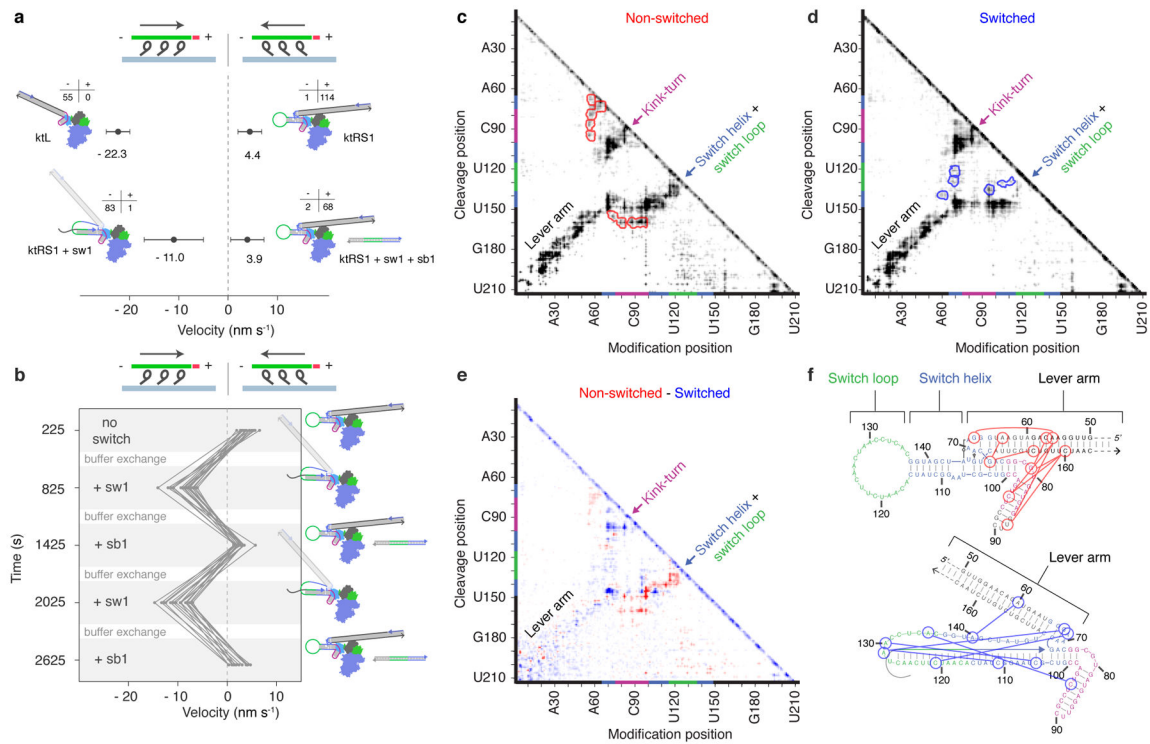 a
- +
- +
- +
55 0
- +
1 114
ktL
ktRS1
- 22.3
4.4
- +
83 1
- +
2 68
ktRS1 + sw1
- 11.0
3.9
ktRS1 + sw1 + sb1
- 20 - 10 0 10
Velocity (nm s-1)
b
- +
- +
Time (s)
225
825
1425
2025
2625
no
switch
buffer exchange
+ sw1
buffer exchange
+ sb1
buffer exchange
+ sw1
buffer exchange
+ sb1
- 20 - 10 0 10
Velocity (nm s-1)
c
Non-switched
Cleavage position
A30
A60
C90
U120
U150
G180
U210
Kink-turn
Switch helix +
switch loop
Lever arm
A30 A60 C90 U120 U150 G180 U210
Modification position
d
Switched
Cleavage position
A30
A60
C90
U120
U150
G180
U210
Kink-turn
Switch helix +
switch loop
Lever arm
A30 A60 C90 U120 U150 G180 U210
Modification position
e
Non-switched - Switched
Cleavage position
A30
A60
C90
U120
U150
G180
U210
Kink-turn
Switch helix +
switch loop
Lever arm
A30 A60 C90 U120 U150 G180 U210
Modification position
f
Switch loop Switch helix Lever arm
130
140
70
60
50
5'
120
110
100
160
80
90
Lever arm
5'
50
60
160
140
70
130
120
110
100
80
90